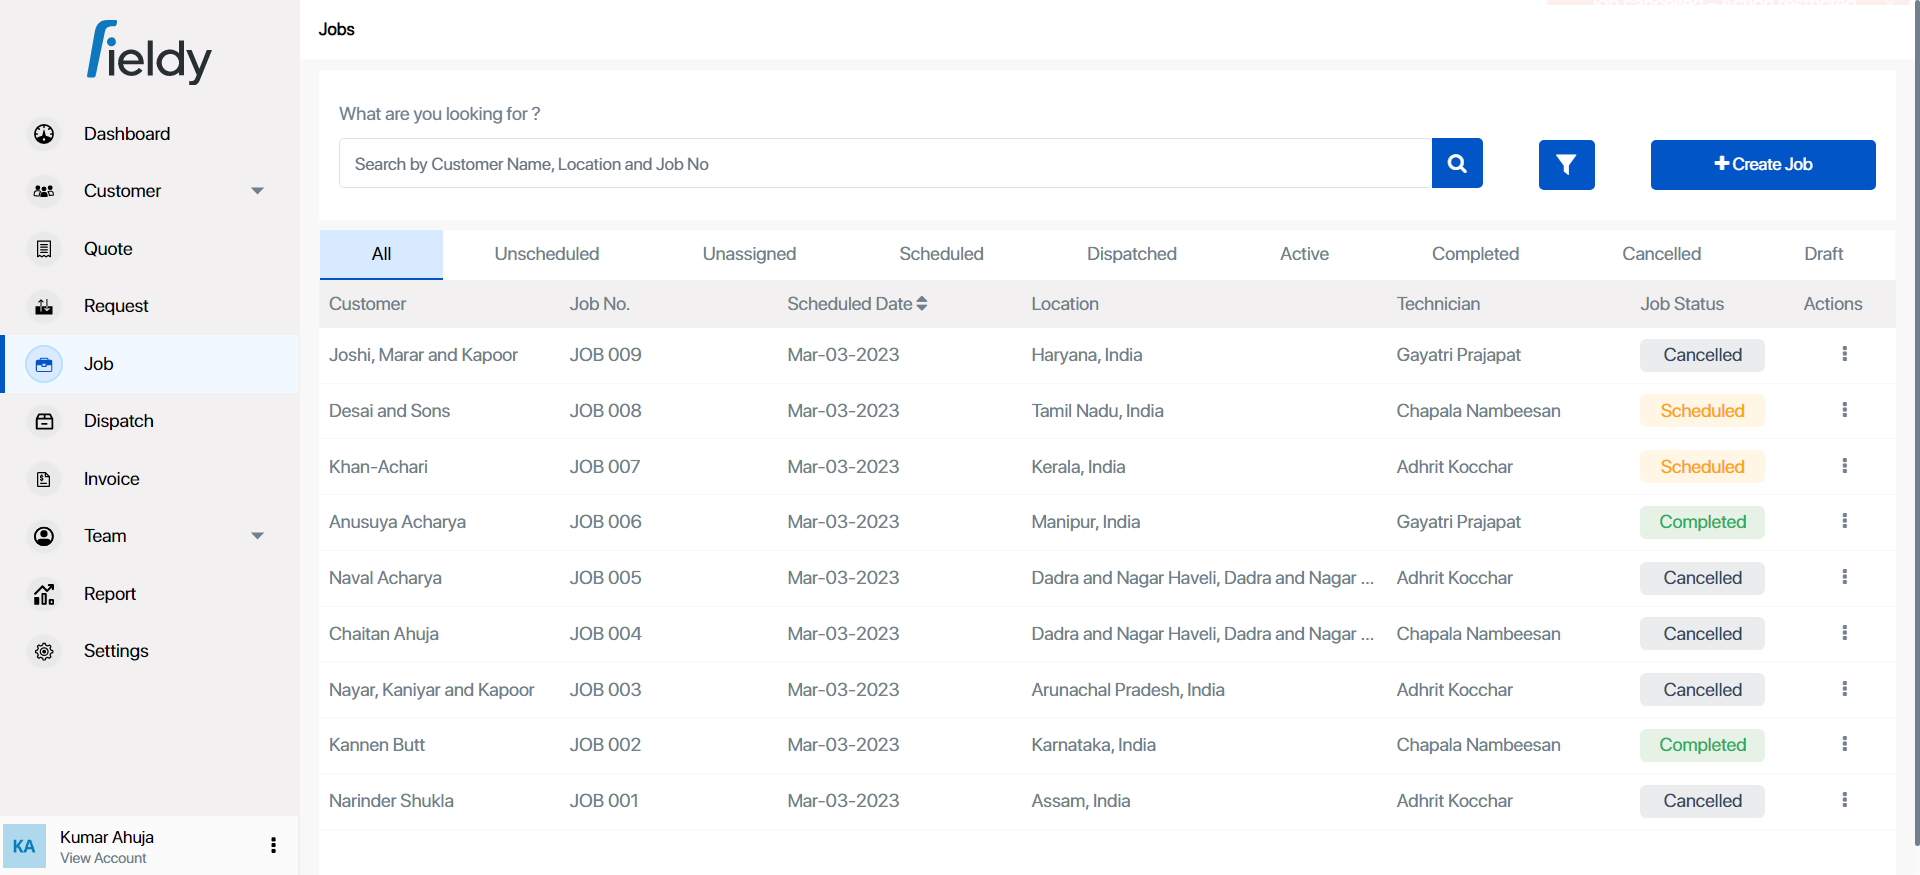 fieldy
Dashboard
Customer
Quote
Request
Job
Dispatch
Invoice
Team
Report
Settings
KA
Kumar Ahuja
View Account
Jobs
What are you looking for ?
Search by Customer Name, Location and Job No
Create Job
All Unscheduled Unassigned Scheduled Dispatched Active Completed Cancelled Draft
Customer Job No. Scheduled Date Location Technician Job Status Actions
Joshi, Marar and Kapoor JOB 009 Mar-03-2023 Haryana, India Gayatri Prajapat Cancelled
Desai and Sons JOB 008 Mar-03-2023 Tamil Nadu, India Chapala Nambeesan Scheduled
Khan-Achari JOB 007 Mar-03-2023 Kerala, India Adhrit Kocchar Scheduled
Anusuya Acharya JOB 006 Mar-03-2023 Manipur, India Gayatri Prajapat Completed
Naval Acharya JOB 005 Mar-03-2023 Dadra and Nagar Haveli, Dadra and Nagar ... Adhrit Kocchar Cancelled
Chaitan Ahuja JOB 004 Mar-03-2023 Dadra and Nagar Haveli, Dadra and Nagar ... Chapala Nambeesan Cancelled
Nayar, Kaniyar and Kapoor JOB 003 Mar-03-2023 Arunachal Pradesh, India Adhrit Kocchar Cancelled
Kannen Butt JOB 002 Mar-03-2023 Karnataka, India Chapala Nambeesan Completed
Narinder Shukla JOB 001 Mar-03-2023 Assam, India Adhrit Kocchar Cancelled